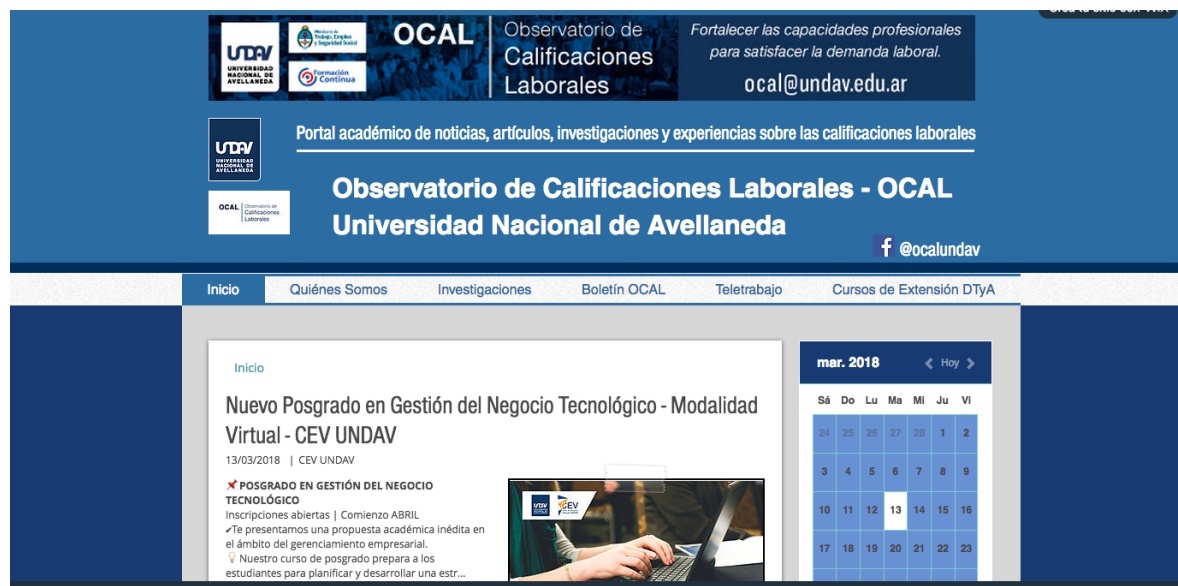 UNDAV
UNIVERSIDAD
NACIONAL DE
AVELLANEDA
Ministerio de
Trabajo, Empleo
y Seguridad Social
Formación
Continua
OCAL
Observatorio de
Calificaciones
Laborales
Fortalecer las capacidades profesionales
para satisfacer la demanda laboral.
ocal@undav.edu.ar
UNDAV
UNIVERSIDAD
NACIONAL DE
AVELLANEDA
Portal académico de noticias, artículos, investigaciones y experiencias sobre las calificaciones laborales
OCAL
Observatorio de
Calificaciones
Laborales
Observatorio de Calificaciones Laborales - OCAL
Universidad Nacional de Avellaneda
f @ocalundav
Inicio Quiénes Somos Investigaciones Boletín OCAL Teletrabajo Cursos de Extensión DTyA
Inicio
Nuevo Posgrado en Gestión del Negocio Tecnológico - Modalidad
Virtual - CEV UNDAV
13/03/2018 | CEV UNDAV
📌 POSGRADO EN GESTIÓN DEL NEGOCIO
TECNOLÓGICO
Inscripciones abiertas | Comienzo ABRIL
✔Te presentamos una propuesta académica inédita en
el ámbito del gerenciamiento empresarial.
💡 Nuestro curso de posgrado prepara a los
estudiantes para planificar y desarrollar una estr...
UNDAV CEV
mar. 2018 Hoy
Sá Do Lu Ma Mi Ju Vi
24 25 26 27 28 1 2
3 4 5 6 7 8 9
10 11 12 13 14 15 16
17 18 19 20 21 22 23